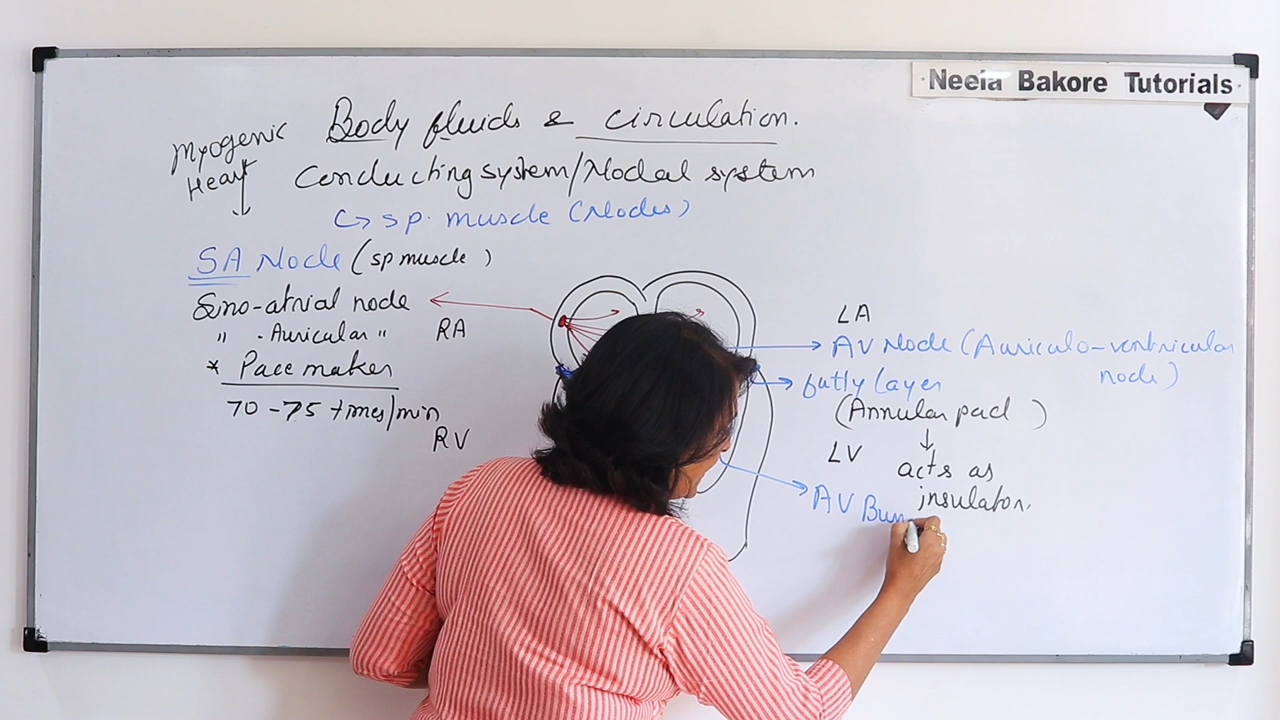 Neela Bakore Tutorials
Body fluids & circulation.
Myogenic
Heart
Conducting system/Nodal system
↳ sp. muscle (Nodes)
SA Node (sp muscle)
Sino-atrial node
" -Auricular "
* Pace maker
70-75 times/min
RA
RV
LA
AV Node (Auriculo-ventricular
node)
fatty layer
(Annular pad)
↓
LV
acts as
insulator.
AV Bun